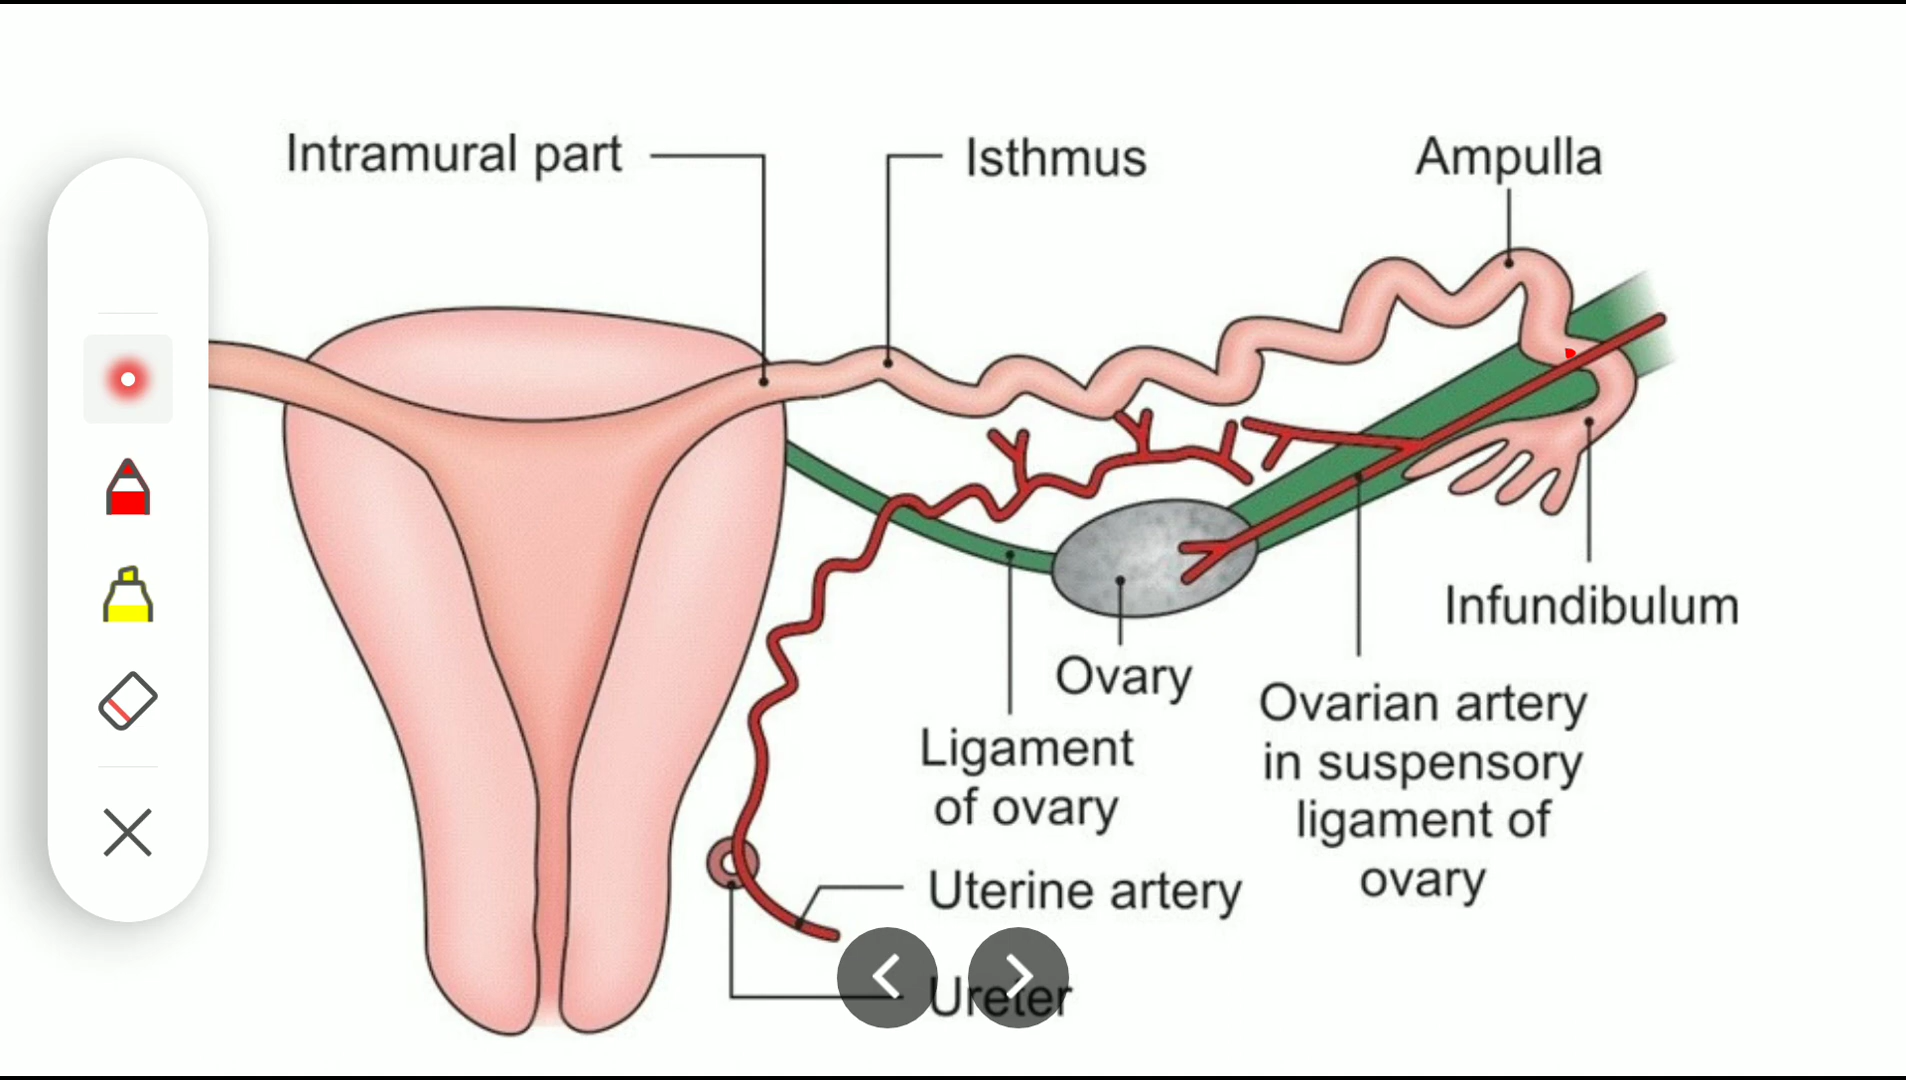 Intramural part
Isthmus
Ampulla
Infundibulum
Ovary
Ovarian artery
in suspensory
ligament of
ovary
Ligament
of ovary
Uterine artery
Ureter